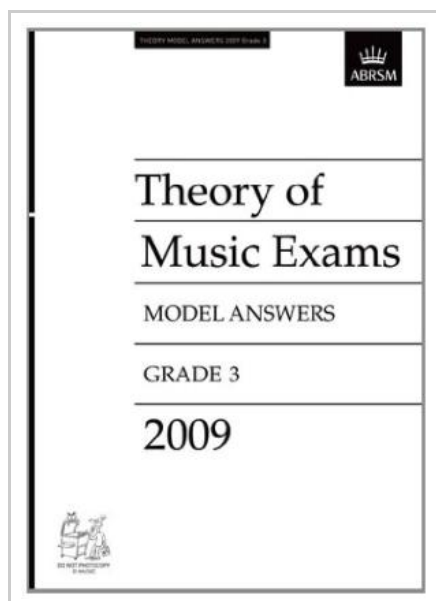 THEORY MODEL ANSWERS 2009 Grade 3
ABRSM
Theory of
Music Exams
MODEL ANSWERS
GRADE 3
2009
DO NOT PHOTOCOPY
© MUSIC